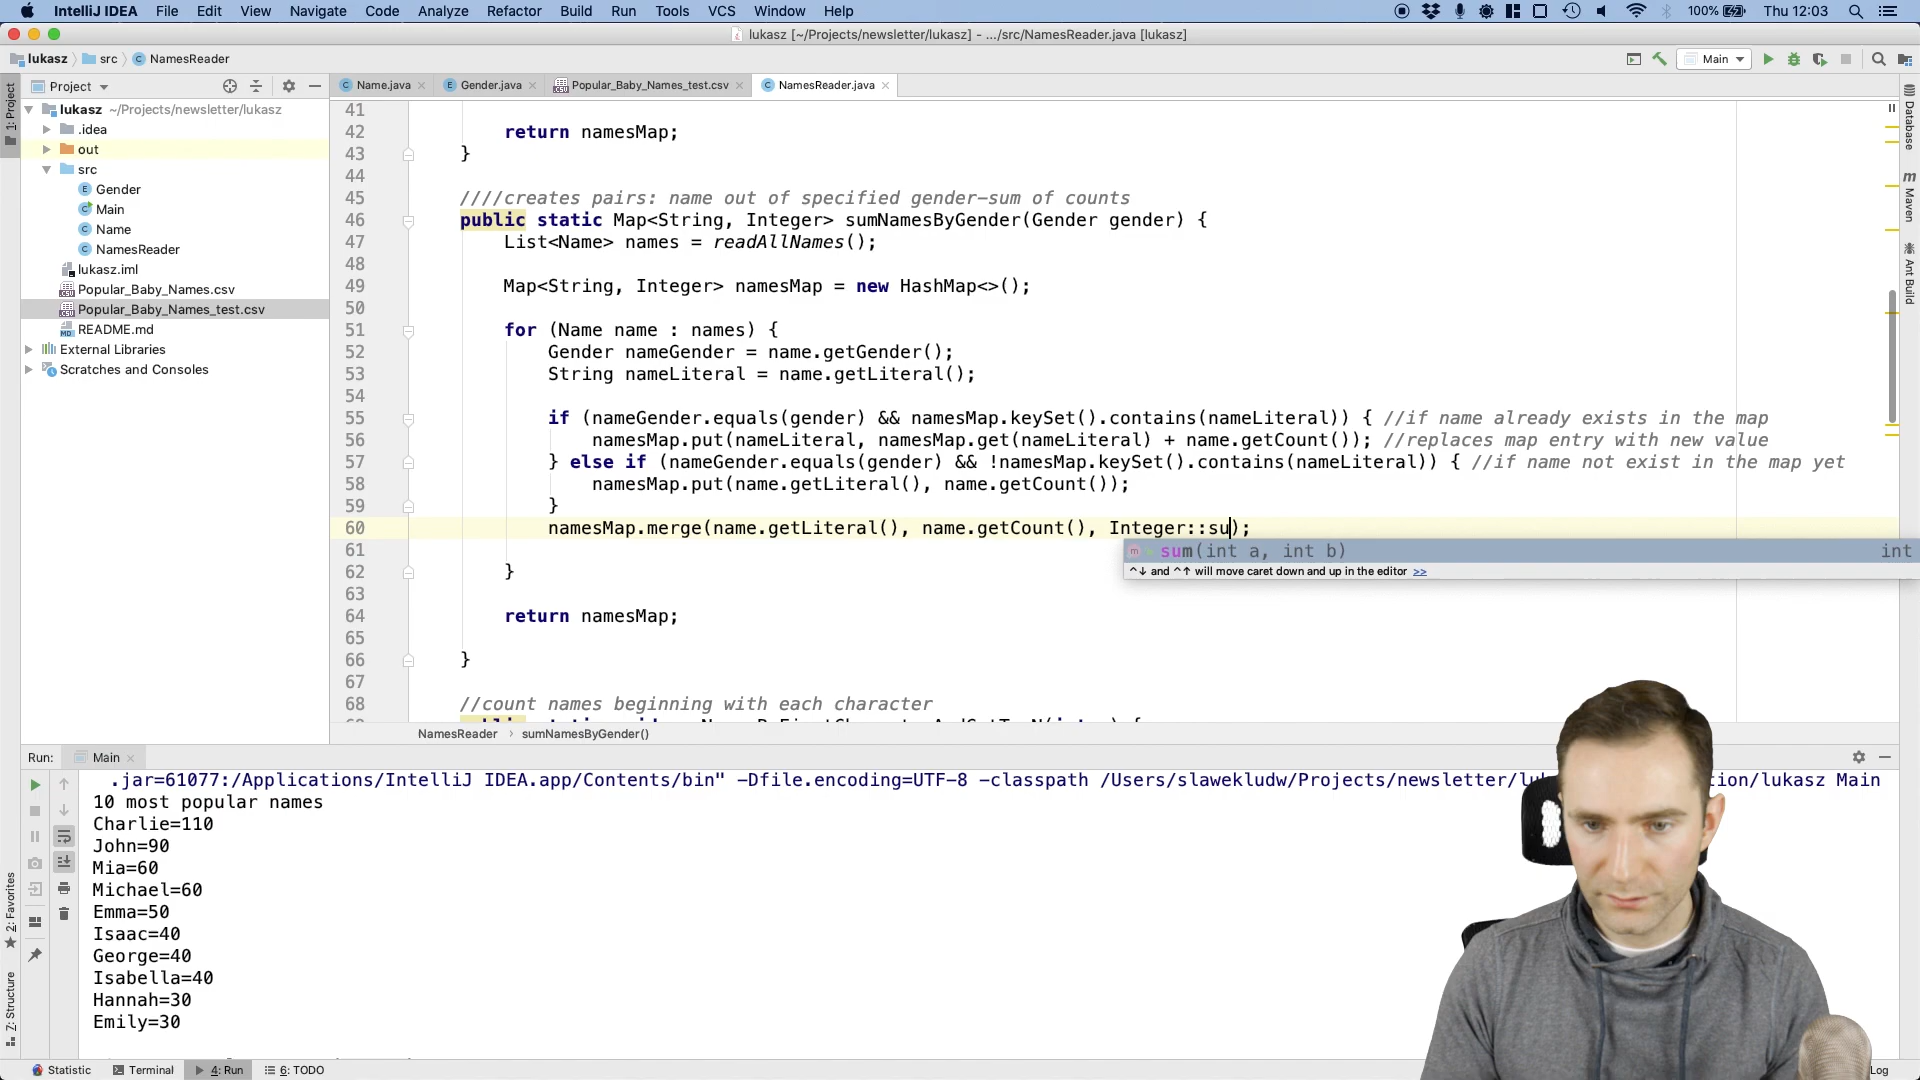 IntelliJ IDEA File Edit View Navigate Code Analyze Refactor Build Run Tools VCS Window Help 100% Thu 12:03
lukasz [~/Projects/newsletter/lukasz] - .../src/NamesReader.java [lukasz]
lukasz src NamesReader Main
Project Name.java Gender.java Popular_Baby_Names_test.csv NamesReader.java
1: Project
lukasz ~/Projects/newsletter/lukasz
.idea
out
src
Gender
Main
Name
NamesReader
lukasz.iml
Popular_Baby_Names.csv
Popular_Baby_Names_test.csv
README.md
External Libraries
Scratches and Consoles
41
42 return namesMap;
43 }
44
45 ////creates pairs: name out of specified gender-sum of counts
46 public static Map<String, Integer> sumNamesByGender(Gender gender) {
47 List<Name> names = readAllNames();
48
49 Map<String, Integer> namesMap = new HashMap<>();
50
51 for (Name name : names) {
52 Gender nameGender = name.getGender();
53 String nameLiteral = name.getLiteral();
54
55 if (nameGender.equals(gender) && namesMap.keySet().contains(nameLiteral)) { //if name already exists in the map
56 namesMap.put(nameLiteral, namesMap.get(nameLiteral) + name.getCount()); //replaces map entry with new value
57 } else if (nameGender.equals(gender) && !namesMap.keySet().contains(nameLiteral)) { //if name not exist in the map yet
58 namesMap.put(name.getLiteral(), name.getCount());
59 }
60 namesMap.merge(name.getLiteral(), name.getCount(), Integer::su);
sum(int a, int b) int
^↓ and ^↑ will move caret down and up in the editor >>
61
62 }
63
64 return namesMap;
65
66 }
67
68 //count names beginning with each character
NamesReader › sumNamesByGender()
Database
Maven
Ant Build
Run: Main
.jar=61077:/Applications/IntelliJ IDEA.app/Contents/bin" -Dfile.encoding=UTF-8 -classpath /Users/slawekludw/Projects/newsletter/lu tion/lukasz Main
10 most popular names
Charlie=110
John=90
Mia=60
Michael=60
Emma=50
Isaac=40
George=40
Isabella=40
Hannah=30
Emily=30
2: Favorites
Z: Structure
Statistic Terminal 4: Run 6: TODO Log